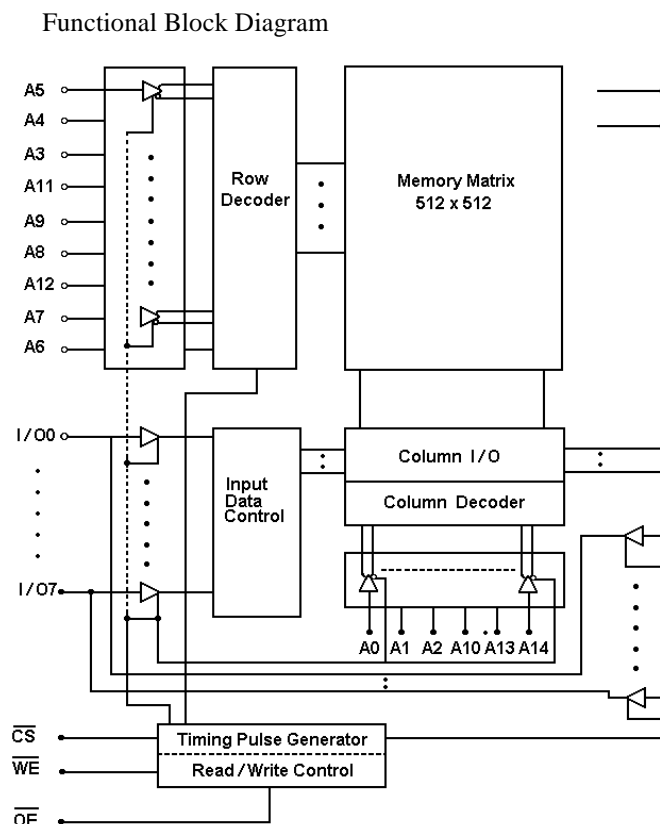 Functional Block Diagram
A5
A4
A3
A11
A9
A8
A12
A7
A6
Row
Decoder
Memory Matrix
512 x 512
I/O0
I/O7
Input
Data
Control
Column I/O
Column Decoder
A0 A1 A2 A10 A13 A14
CS
WE
OE
Timing Pulse Generator
Read/Write Control